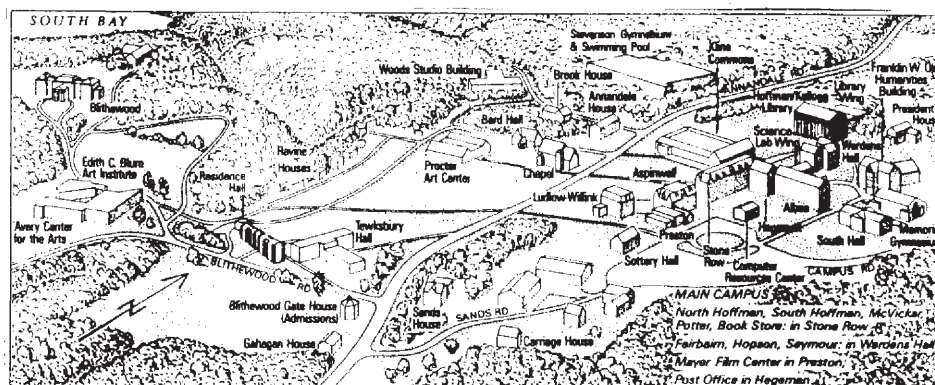 SOUTH BAY
Stevenson Gymnasium
& Swimming Pool
Kline
Commons
Franklin W.
Humanities
Building
Woods Studio Building
Brook House
ANNANDALE RD
Library
Wing
Hoffman/Kellogg
Library
President
House
Blithewood
Annandale
House
Bard Hall
Science
Lab Wing
Wardens
Hall
Ravine
Houses
Edith C. Blum
Art Institute
Residence
Hall
Procter
Art Center
Chapel
Aspinwall
Ludlow-Willink
Albee
Avery Center
for the Arts
Tewksbury
Hall
Preston
Hegeman
Memorial
Gymnasium
South Hall
BLITHEWOOD RD
Sottery Hall
Stone
Row
Computer
Resources Center
CAMPUS RD
Blithewood Gate House
(Admissions)
Sands
House
SANDS RD
Gahagan House
Carriage House
MAIN CAMPUS
North Hoffman, South Hoffman, McVickar,
Potter, Book Store: in Stone Row
Fairbairn, Hopson, Seymour: in Wardens Hall
Mayer Film Center in Preston
Post Office in Hegeman